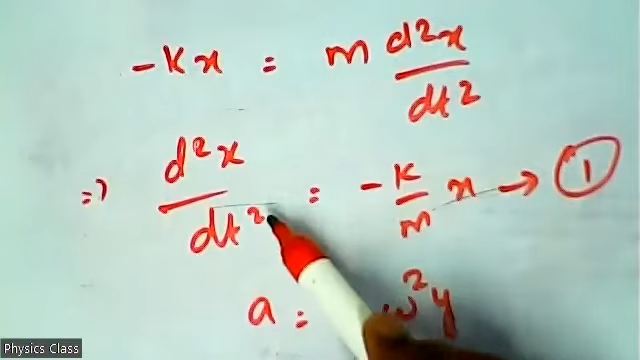 -kx = m d²x/dt²
=> d²x/dt² = -k/m x → ①
a = ω²y
Physics Class